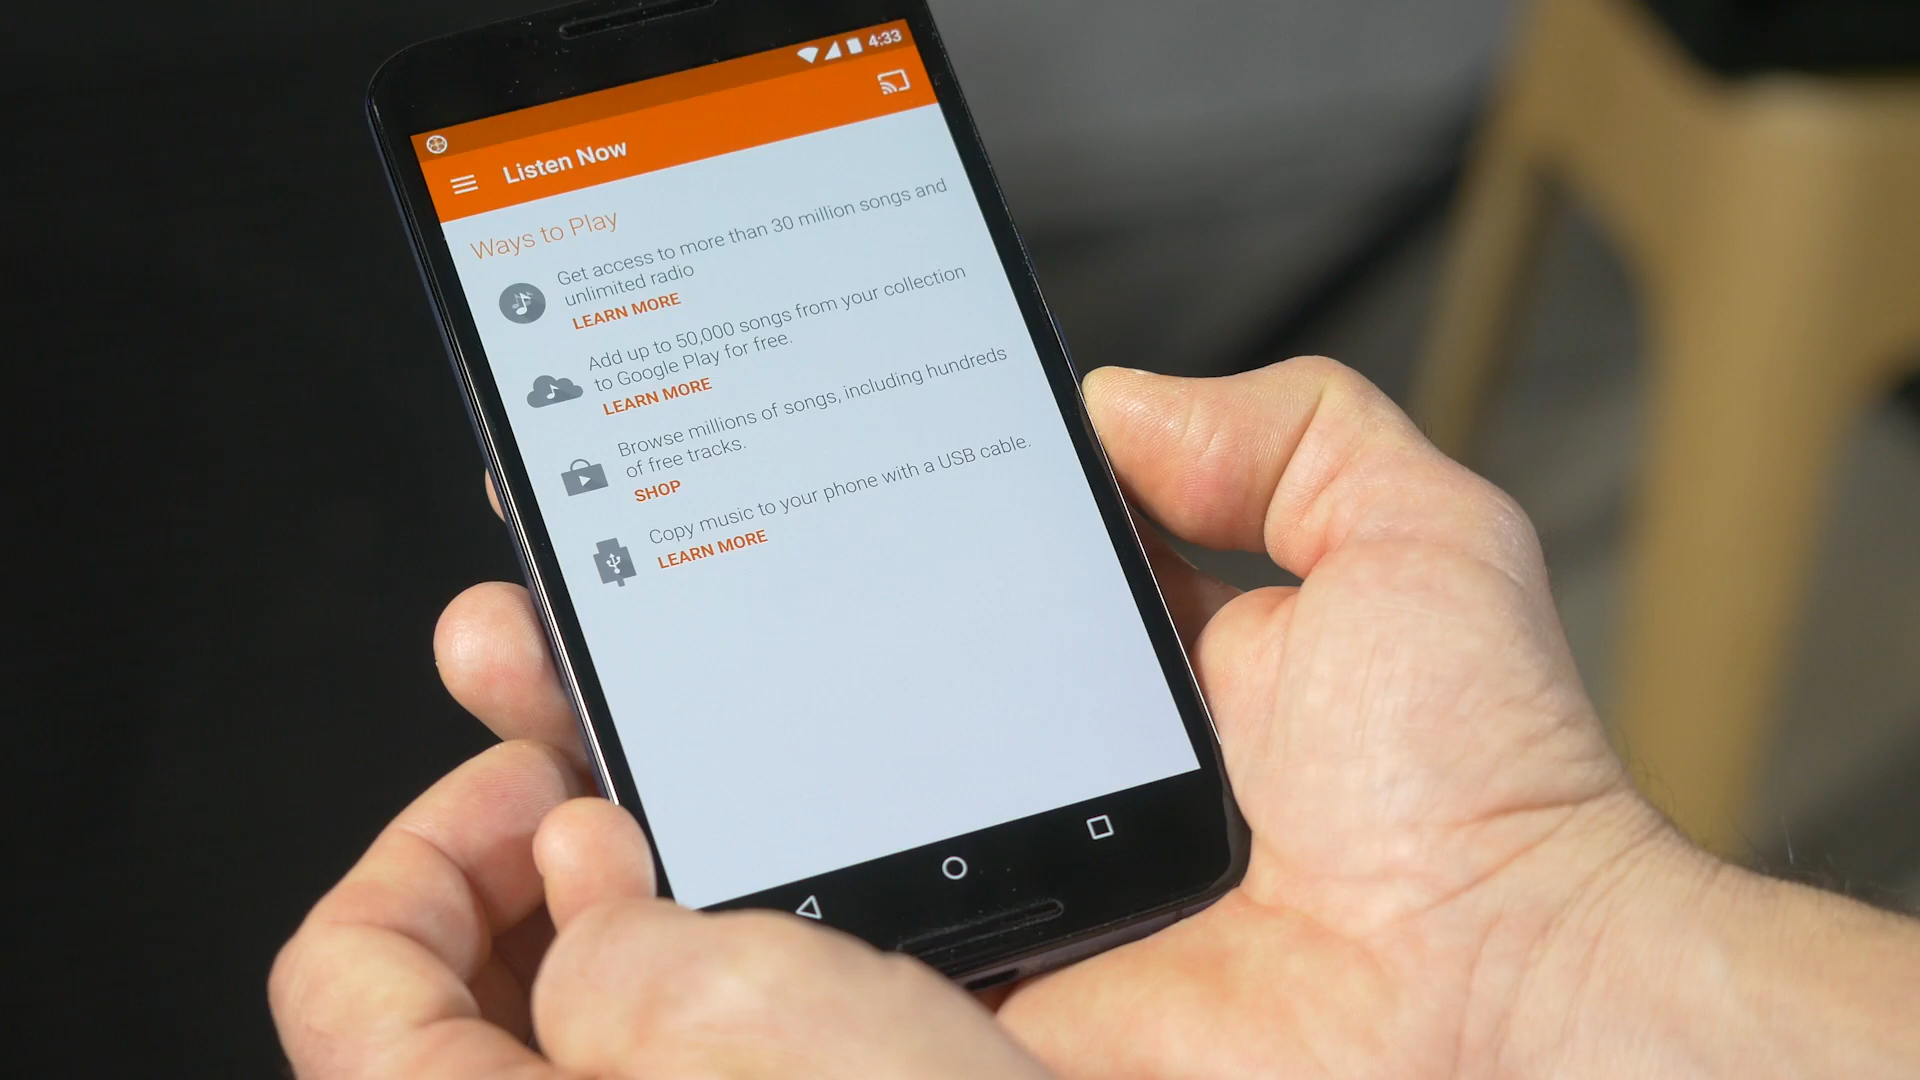 4:33
Listen Now
Ways to Play
Get access to more than 30 million songs and
unlimited radio
LEARN MORE
Add up to 50,000 songs from your collection
to Google Play for free.
LEARN MORE
Browse millions of songs, including hundreds
of free tracks.
SHOP
Copy music to your phone with a USB cable.
LEARN MORE